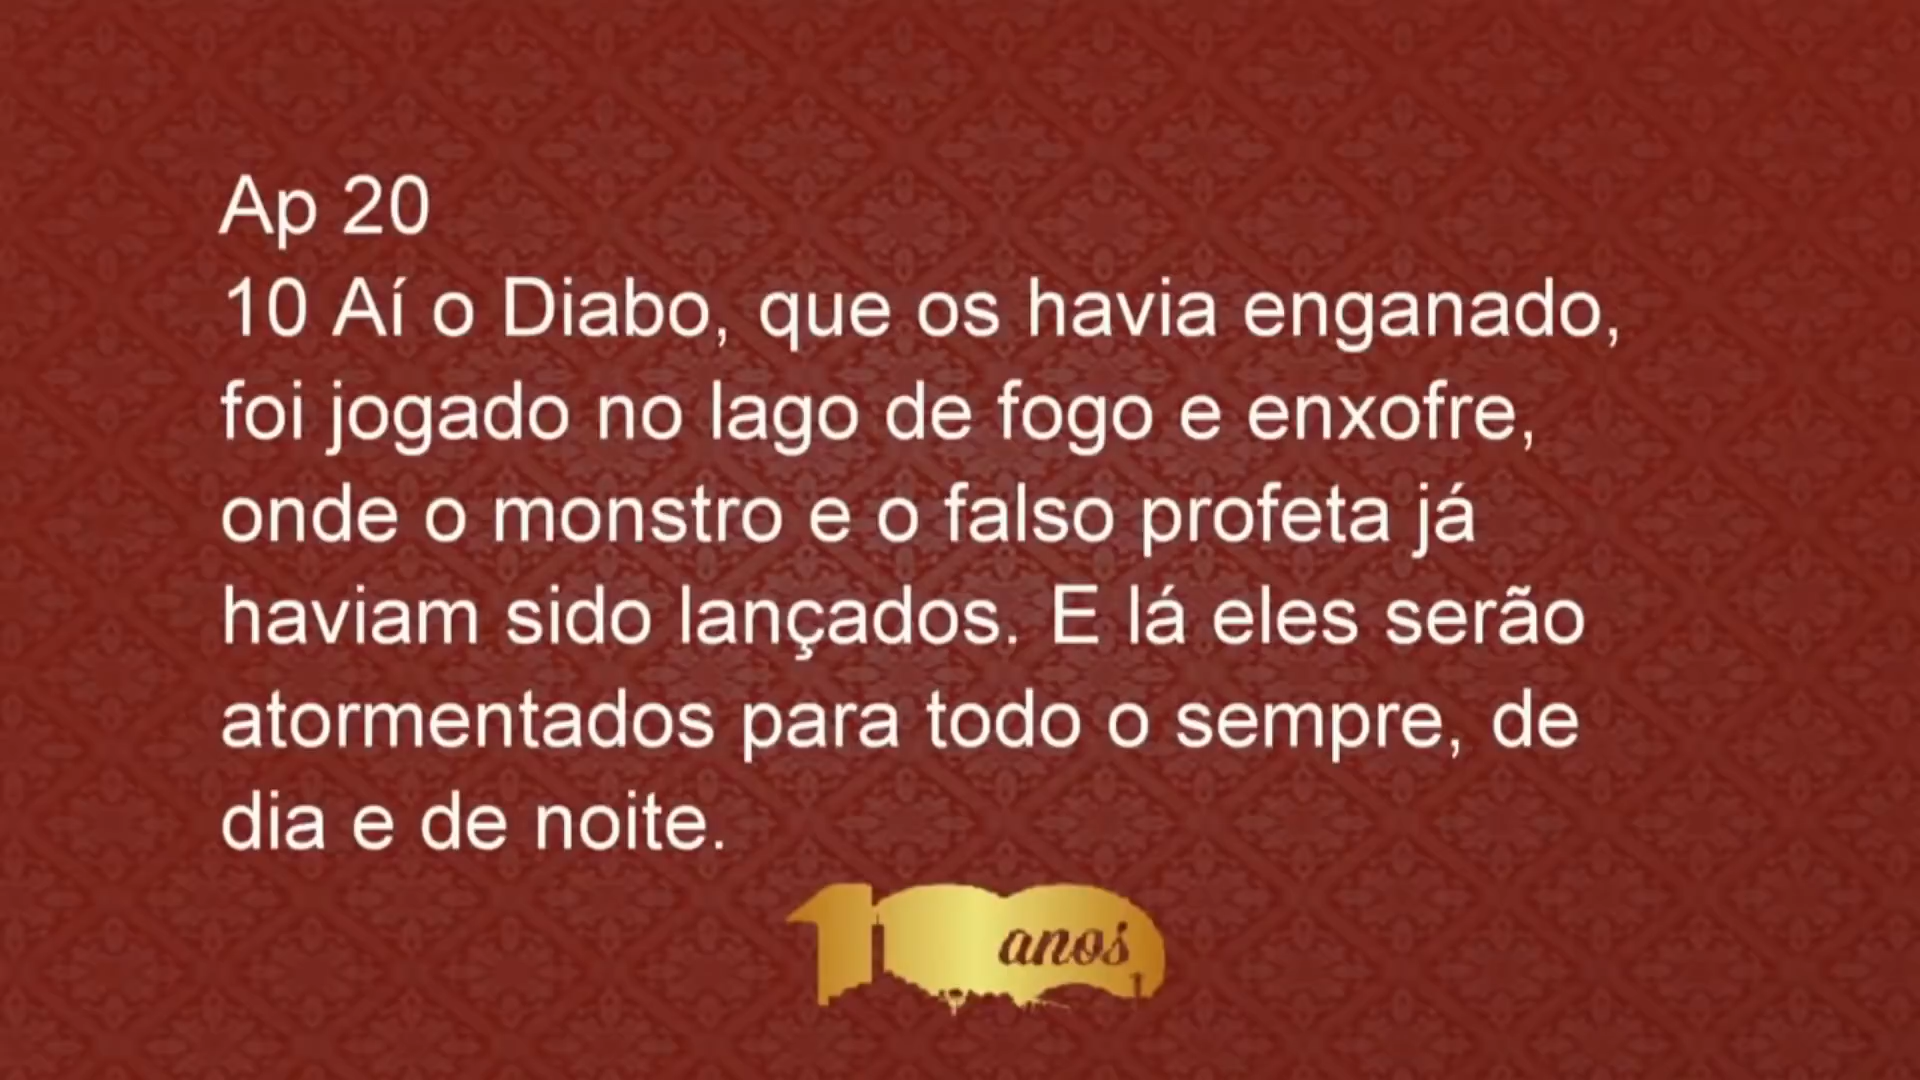 Ap 20
10 Aí o Diabo, que os havia enganado,
foi jogado no lago de fogo e enxofre,
onde o monstro e o falso profeta já
haviam sido lançados. E lá eles serão
atormentados para todo o sempre, de
dia e de noite.
100 anos